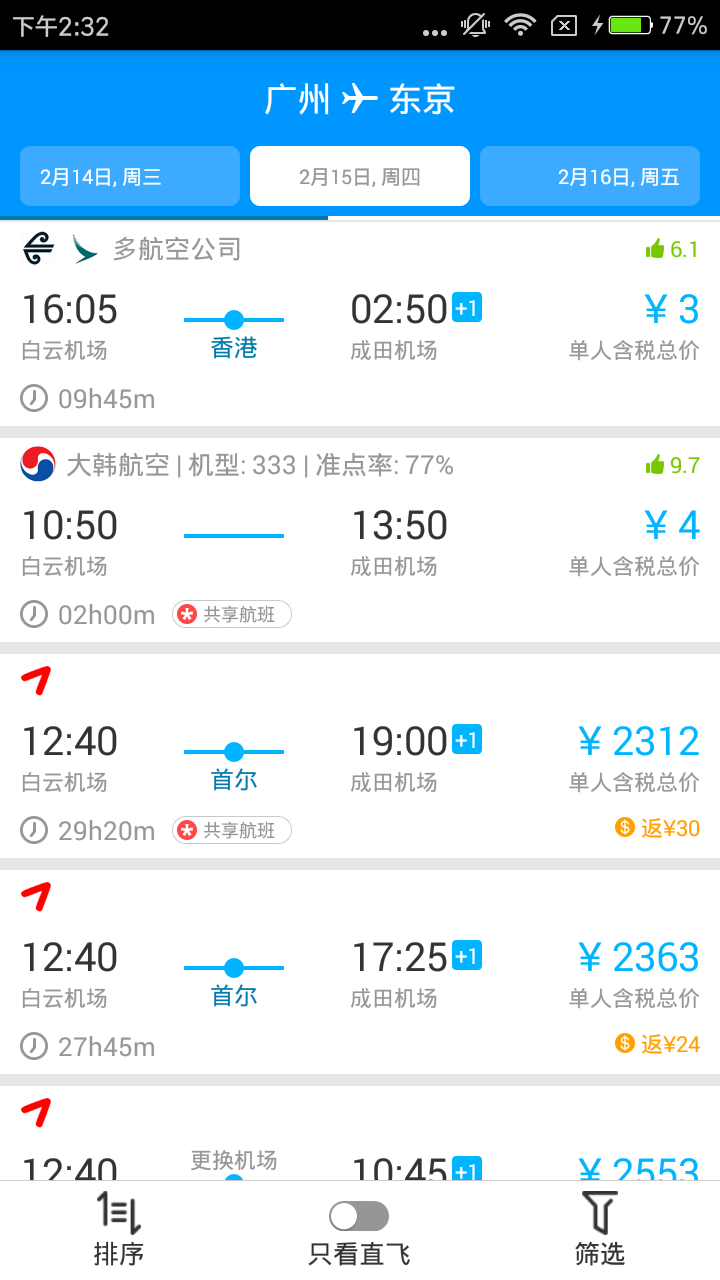 下午2:32
77%
广州 东京
2月14日, 周三
2月15日, 周四
2月16日, 周五
多航空公司
6.1
16:05
02:50 +1
¥ 3
白云机场
香港
成田机场
单人含税总价
09h45m
大韩航空 | 机型: 333 | 准点率: 77%
9.7
10:50
13:50
¥ 4
白云机场
成田机场
单人含税总价
02h00m
共享航班
12:40
19:00 +1
¥ 2312
白云机场
首尔
成田机场
单人含税总价
29h20m
共享航班
返¥30
12:40
17:25 +1
¥ 2363
白云机场
首尔
成田机场
单人含税总价
27h45m
返¥24
更换机场
12:40
10:45 +1
¥ 2553
排序
只看直飞
筛选